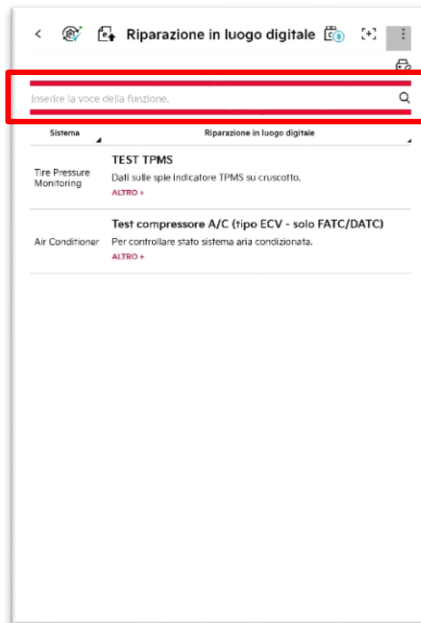 Riparazione in luogo digitale
Inserire la voce della funzione.
Sistema
Riparazione in luogo digitale
TEST TPMS
Tire Pressure
Monitoring
Dati sulle spie indicatore TPMS su cruscotto.
ALTRO +
Test compressore A/C (tipo ECV - solo FATC/DATC)
Air Conditioner
Per controllare stato sistema aria condizionata.
ALTRO +